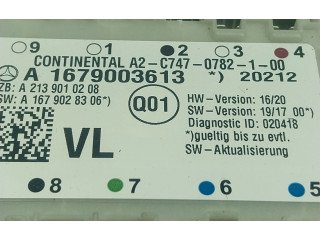 9 1 2 3 4
CONTINENTAL A2-C747-0782-1-00
A 1679003613 *) 20212
ZB: A 213 901 02 08
SW: A 167 902 83 06*)
Q01
HW-Version: 16/20
SW-Version: 19/17 00*)
Diagnostic ID: 020418
*)gueltig bis zu evtl.
SW-Aktualisierung
VL
8 7 6 5